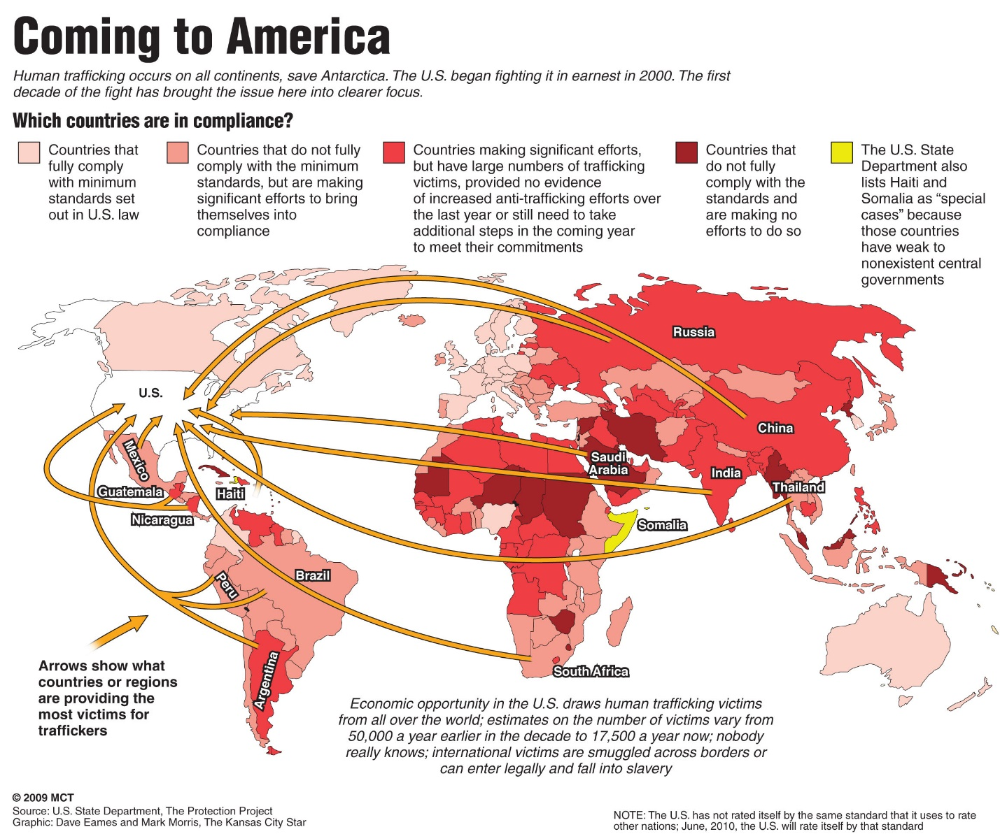 Coming to America
Human trafficking occurs on all continents, save Antarctica. The U.S. began fighting it in earnest in 2000. The first
decade of the fight has brought the issue here into clearer focus.
Which countries are in compliance?
Countries that
fully comply
with minimum
standards set
out in U.S. law
Countries that do not fully
comply with the minimum
standards, but are making
significant efforts to bring
themselves into
compliance
Countries making significant efforts,
but have large numbers of trafficking
victims, provided no evidence
of increased anti-trafficking efforts over
the last year or still need to take
additional steps in the coming year
to meet their commitments
Countries that
do not fully
comply with the
standards and
are making no
efforts to do so
The U.S. State
Department also
lists Haiti and
Somalia as “special
cases” because
those countries
have weak to
nonexistent central
governments
Russia
U.S.
China
Mexico
Saudi
Arabia
India
Thailand
Guatemala
Haiti
Nicaragua
Somalia
Brazil
Peru
Argentina
South Africa
Arrows show what
countries or regions
are providing the
most victims for
traffickers
Economic opportunity in the U.S. draws human trafficking victims
from all over the world; estimates on the number of victims vary from
50,000 a year earlier in the decade to 17,500 a year now; nobody
really knows; international victims are smuggled across borders or
can enter legally and fall into slavery
© 2009 MCT
Source: U.S. State Department, The Protection Project
Graphic: Dave Eames and Mark Morris, The Kansas City Star
NOTE: The U.S. has not rated itself by the same standard that it uses to rate
other nations; June, 2010, the U.S. will rate itself by that standard